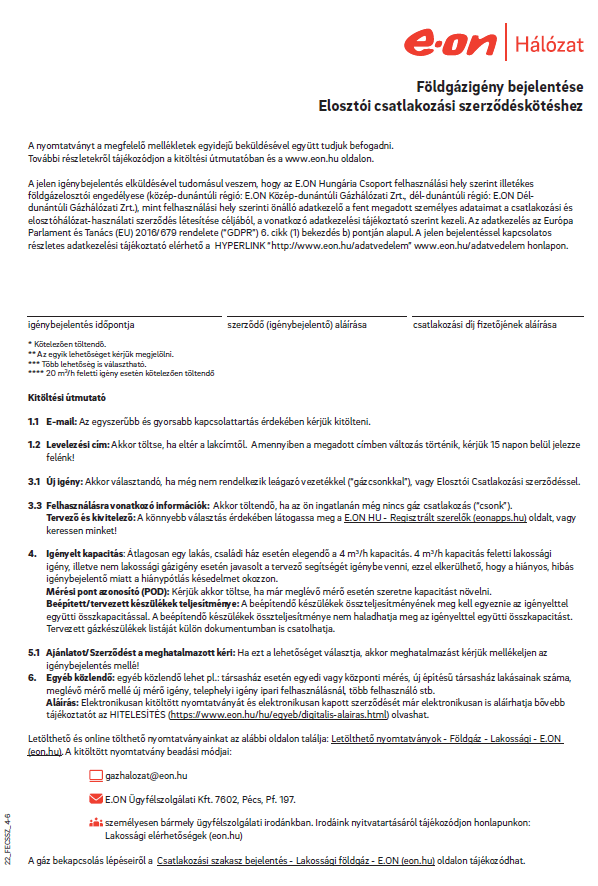 e·on | Hálózat
Földgázigény bejelentése
Elosztói csatlakozási szerződéskötéshez
A nyomtatványt a megfelelő mellékletek egyidejű beküldésével együtt tudjuk befogadni.
További részletekről tájékozódjon a kitöltési útmutatóban és a www.eon.hu oldalon.
A jelen igénybejelentés elküldésével tudomásul veszem, hogy az E.ON Hungária Csoport felhasználási hely szerint illetékes
földgázelosztói engedélyese (közép-dunántúli régió: E.ON Közép-dunántúli Gázhálózati Zrt., dél-dunántúli régió: E.ON Dél-
dunántúli Gázhálózati Zrt.), mint felhasználási hely szerinti önálló adatkezelő a fent megadott személyes adataimat a csatlakozási és
elosztóhálózat-használati szerződés létesítése céljából, a vonatkozó adatkezelési tájékoztató szerint kezeli. Az adatkezelés az Európa
Parlament és Tanács (EU) 2016/679 rendelete ("GDPR") 6. cikk (1) bekezdés b) pontján alapul. A jelen bejelentéssel kapcsolatos
részletes adatkezelési tájékoztató elérhető a HYPERLINK "http://www.eon.hu/adatvedelem" www.eon.hu/adatvedelem honlapon.
igénybejelentés időpontja
szerződő (igénybejelentő) aláírása
csatlakozási díj fizetőjének aláírása
* Kötelezően töltendő.
** Az egyik lehetőséget kérjük megjelölni.
*** Több lehetőség is választható.
**** 20 m³/h feletti igény esetén kötelezően töltendő
Kitöltési útmutató
1.1 E-mail: Az egyszerűbb és gyorsabb kapcsolattartás érdekében kérjük kitölteni.
1.2 Levelezési cím: Akkor töltse, ha eltér a lakcímtől. Amennyiben a megadott címben változás történik, kérjük 15 napon belül jelezze
felénk!
3.1 Új igény: Akkor választandó, ha még nem rendelkezik leágazó vezetékkel ("gázcsonkkal"), vagy Elosztói Csatlakozási Szerződéssel.
3.3 Felhasználásra vonatkozó információk: Akkor töltendő, ha az ön ingatlanán még nincs gáz csatlakozás ("csonk").
Tervező és kivitelező: A könnyebb választás érdekében látogassa meg a E.ON HU - Regisztrált szerelők (eonapps.hu) oldalt, vagy
keressen minket!
4. Igényelt kapacitás: Átlagosan egy lakás, családi ház esetén elegendő a 4 m³/h kapacitás. 4 m³/h kapacitás feletti lakossági
igény, illetve nem lakossági gázigény esetén javasolt a tervező segítségét igénybe venni, ezzel elkerülhető, hogy a hiányos, hibás
igénybejelentő miatt a hiánypótlás késedelmet okozzon.
Mérési pont azonosító (POD): Kérjük akkor töltse, ha már meglévő mérő esetén szeretne kapacitást növelni.
Beépített/tervezett készülékek teljesítménye: A beépítendő készülékek összteljesítményének meg kell egyeznie az igényelttel
együtti összkapacitással. A beépítendő készülékek összteljesítménye nem haladhatja meg az igényelttel együtti összkapacitást.
Tervezett gázkészülékek listáját külön dokumentumban is csatolhatja.
5.1 Ajánlatot/Szerződést a meghatalmazott kéri: Ha ezt a lehetőséget választja, akkor meghatalmazást kérjük mellékeljen az
igénybejelentés mellé!
6. Egyéb közlendő: egyéb közlendő lehet pl.: társasház esetén egyedi vagy központi mérés, új építésű társasház lakásainak száma,
meglévő mérő mellé új mérő igény, telephelyi igény ipari felhasználásnál, több felhasználó stb.
Aláírás: Elektronikusan kitöltött nyomtatványát és elektronikusan kapott szerződését már elektronikusan is aláírhatja bővebb
tájékoztatót az HITELESÍTÉS (https://www.eon.hu/hu/egyeb/digitalis-alairas.html) olvashat.
Letölthető és online tölthető nyomtatványainkat az alábbi oldalon találja: Letölthető nyomtatványok - Földgáz - Lakossági - E.ON
(eon.hu). A kitöltött nyomtatvány beadási módjai:
gazhalozat@eon.hu
E.ON Ügyfélszolgálati Kft. 7602, Pécs, Pf. 197.
személyesen bármely ügyfélszolgálati irodánkban. Irodáink nyitvatartásáról tájékozódjon honlapunkon:
Lakossági elérhetőségek (eon.hu)
A gáz bekapcsolás lépéseiről a Csatlakozási szakasz bejelentés - Lakossági földgáz - E.ON (eon.hu) oldalon tájékozódhat.
22_FECSSZ_4-6